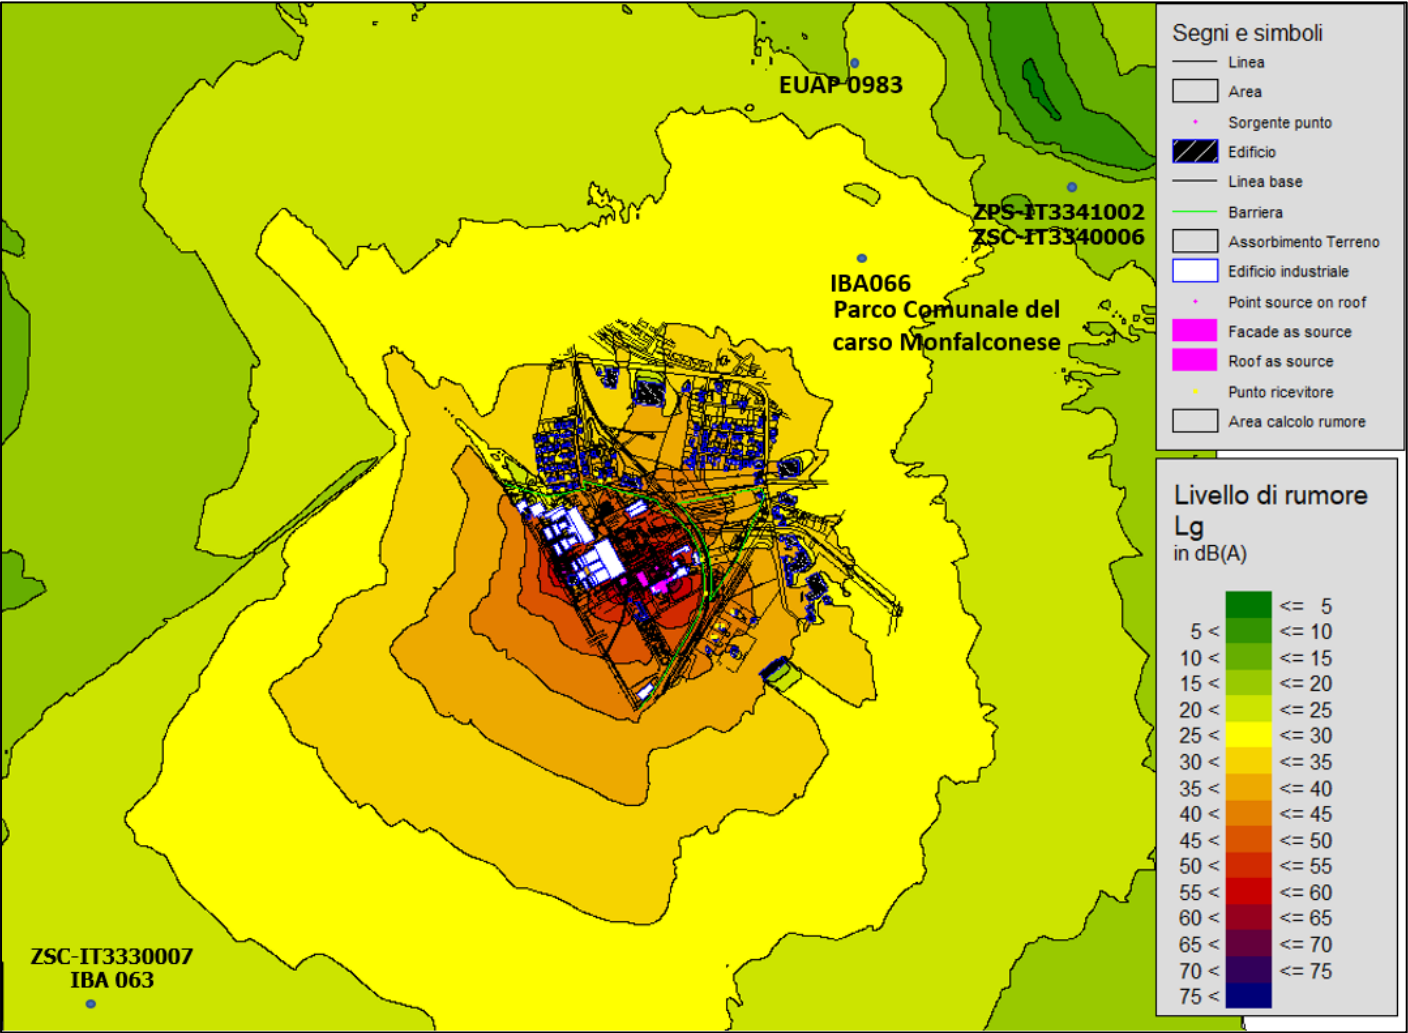 EUAP 0983
ZPS-IT3341002
ZSC-IT3340006
IBA066
Parco Comunale del
carso Monfalconese
ZSC-IT3330007
IBA 063
Segni e simboli
Linea
Area
Sorgente punto
Edificio
Linea base
Barriera
Assorbimento Terreno
Edificio industriale
Point source on roof
Facade as source
Roof as source
Punto ricevitore
Area calcolo rumore
Livello di rumore
Lg
in dB(A)
<= 5
5 < <= 10
10 < <= 15
15 < <= 20
20 < <= 25
25 < <= 30
30 < <= 35
35 < <= 40
40 < <= 45
45 < <= 50
50 < <= 55
55 < <= 60
60 < <= 65
65 < <= 70
70 < <= 75
75 <